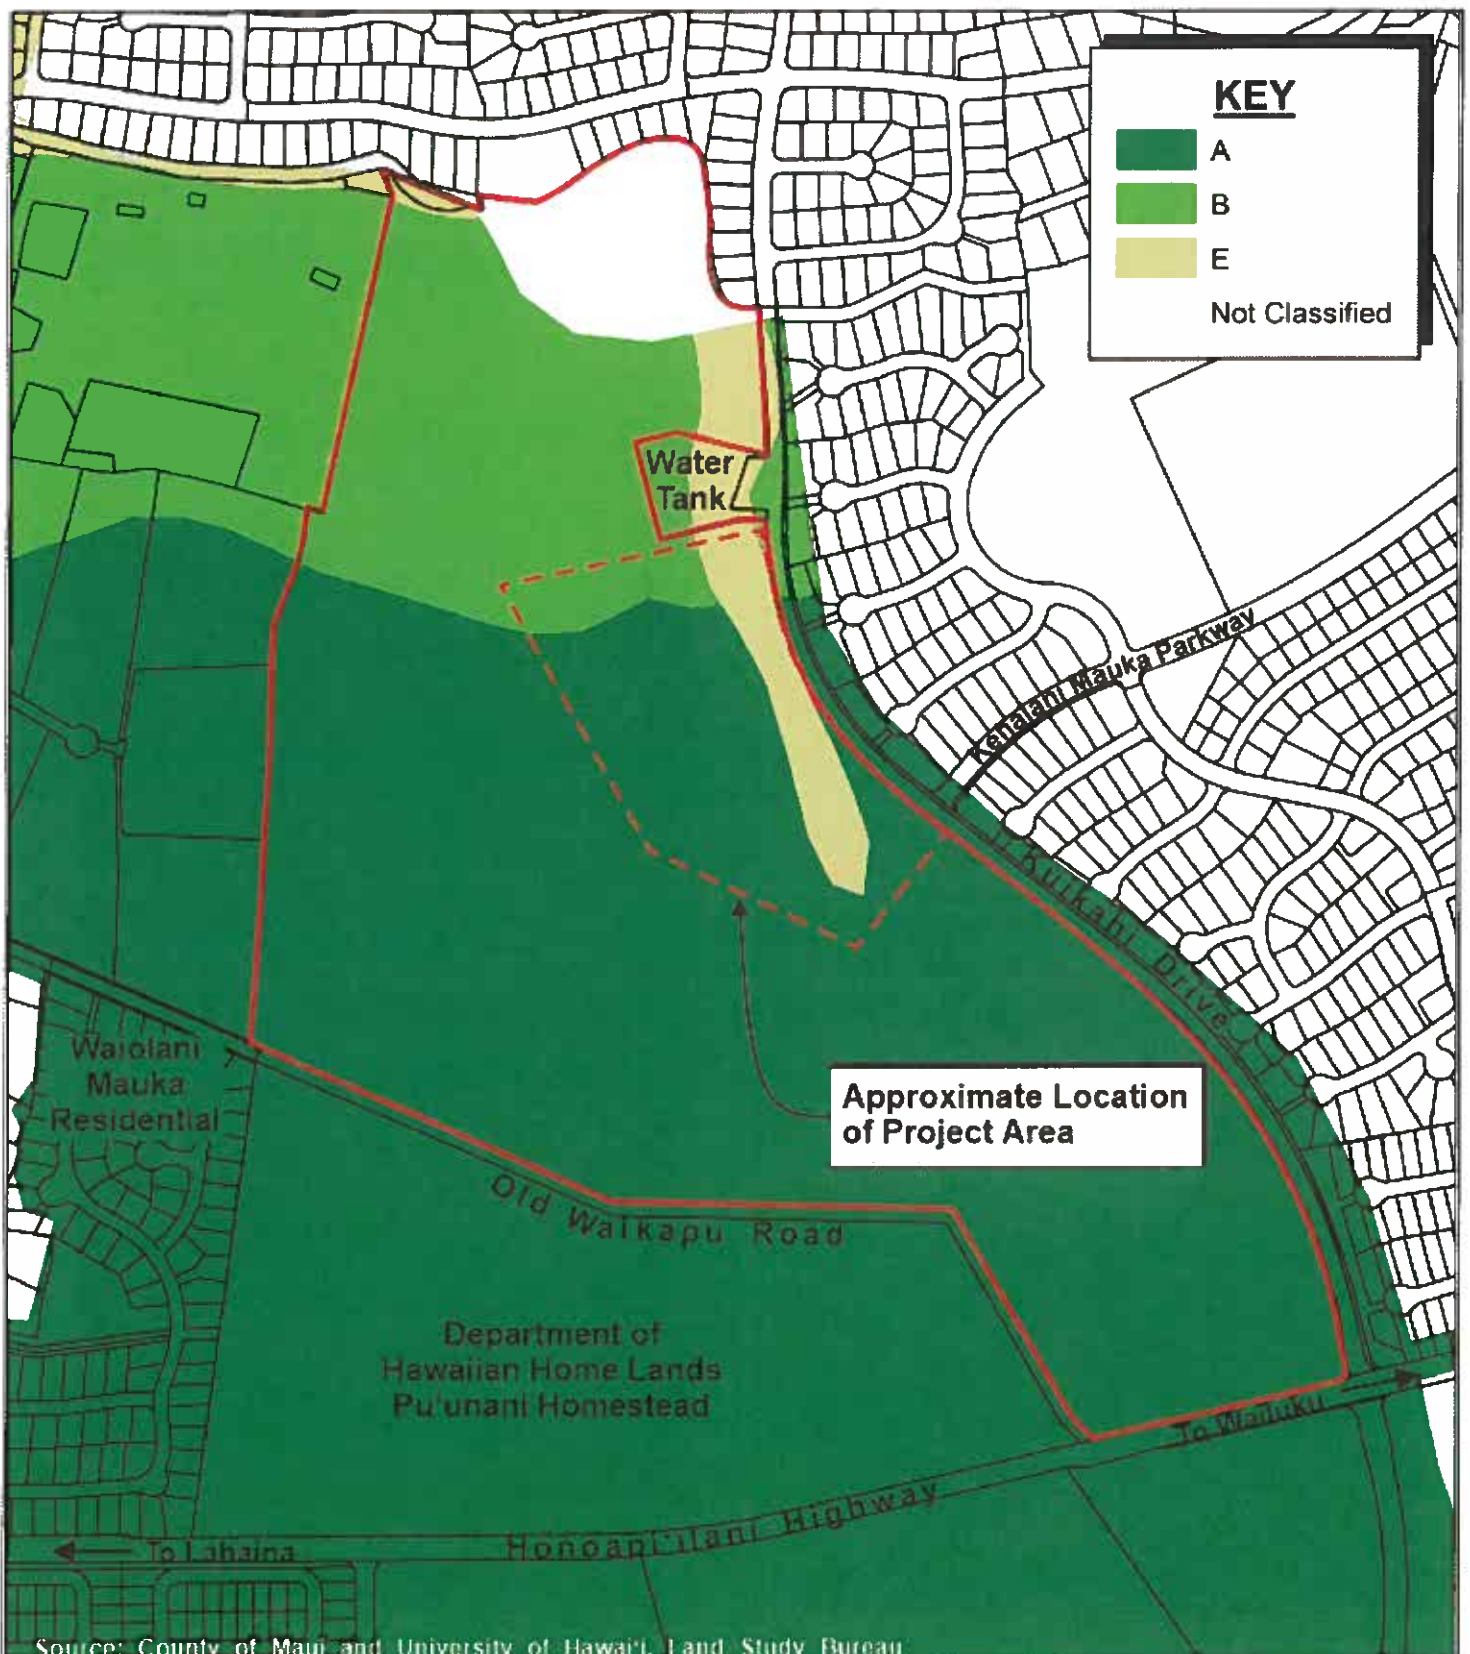 KEY
A
B
E
Not Classified
Water
Tank
Kehalani Mauka Parkway
Kuikahi Drive
Waiolani
Mauka
Residential
Approximate Location
of Project Area
Old Waikapu Road
Department of
Hawaiian Home Lands
Pu'unani Homestead
To Wailuku
Honoapi'ilani Highway
To Lahaina
Source: County of Maui and University of Hawai'i, Land Study Bureau